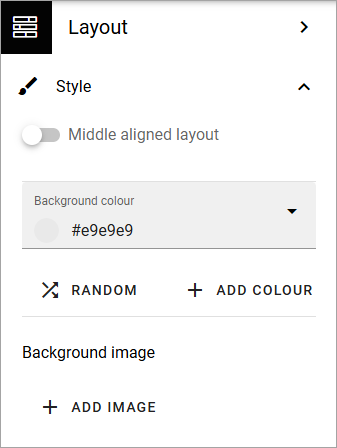 Layout
Style
Middle aligned layout
Background colour
#e9e9e9
RANDOM
ADD COLOUR
Background image
ADD IMAGE